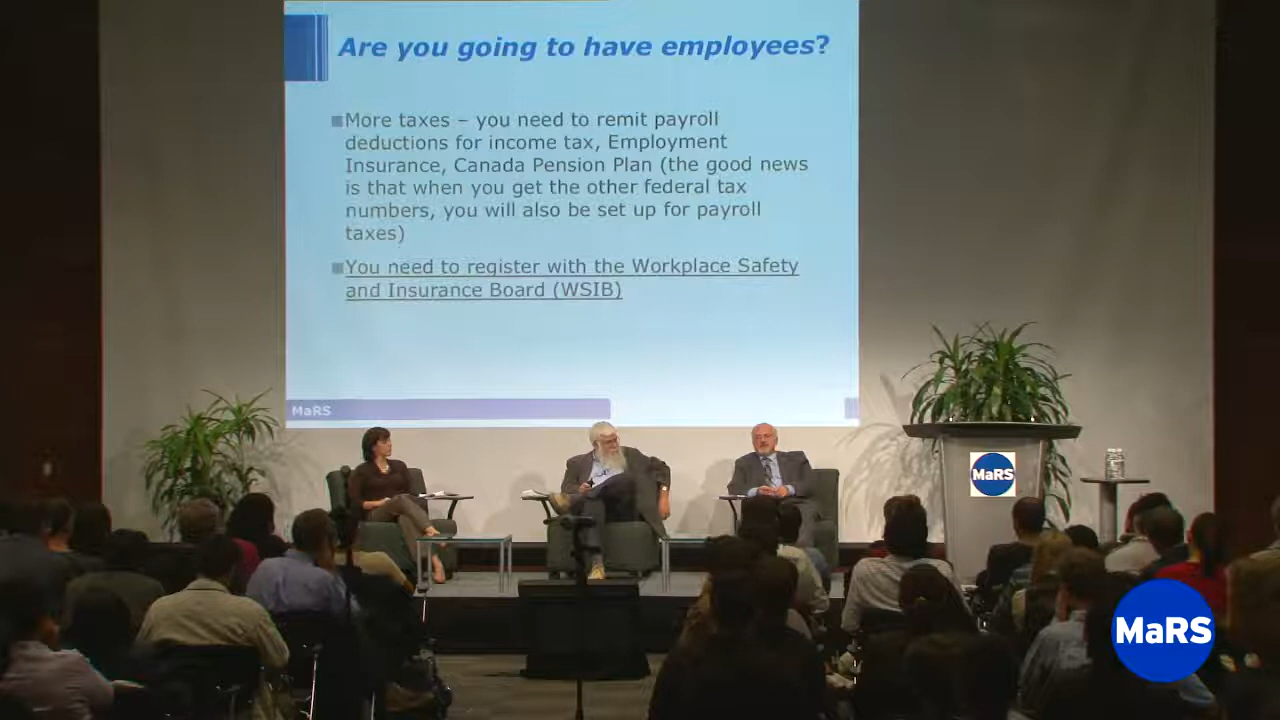 Are you going to have employees?
More taxes – you need to remit payroll
deductions for income tax, Employment
Insurance, Canada Pension Plan (the good news
is that when you get the other federal tax
numbers, you will also be set up for payroll
taxes)
You need to register with the Workplace Safety
and Insurance Board (WSIB)
MaRS
MaRS
MaRS